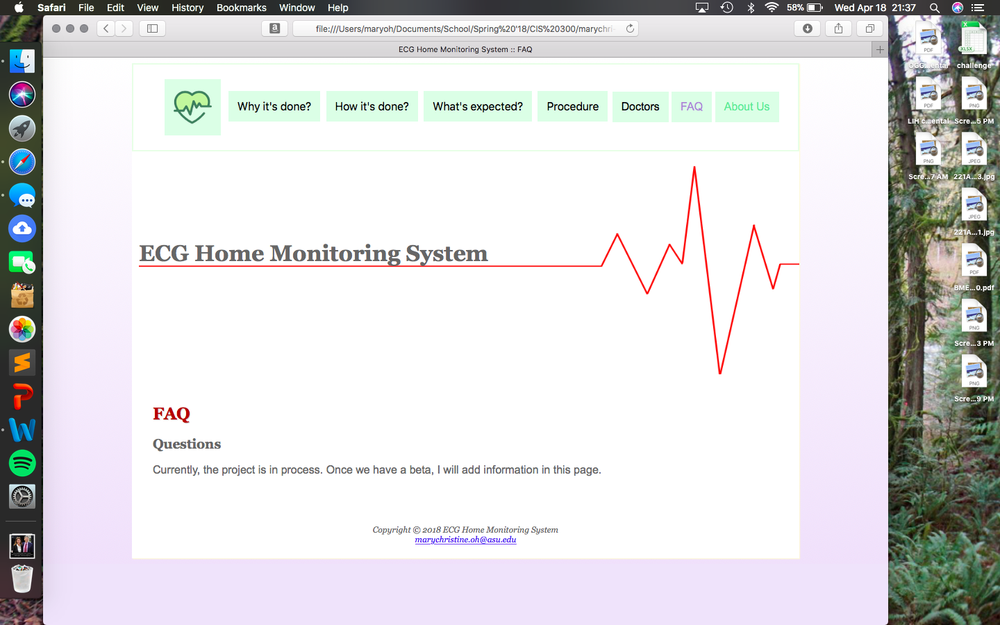 Safari File Edit View History Bookmarks Window Help 58% Wed Apr 18 21:37
file:///Users/maryoh/Documents/School/Spring%20'18/CIS%20300/marychri
ECG Home Monitoring System :: FAQ
Why it's done? How it's done? What's expected? Procedure Doctors FAQ About Us
ECG Home Monitoring System
FAQ
Questions
Currently, the project is in process. Once we have a beta, I will add information in this page.
Copyright © 2018 ECG Home Monitoring System
marychristine.oh@asu.edu
PDF
XLSX
OGG...ental challenge
PDF PNG
LIH c...ental Scre...5 PM
PNG JPEG
Scre...7 AM 221A...3.jpg
JPEG
221A...1.jpg
PDF
BME...0.pdf
PNG
Scre...3 PM
PNG
Scre...9 PM